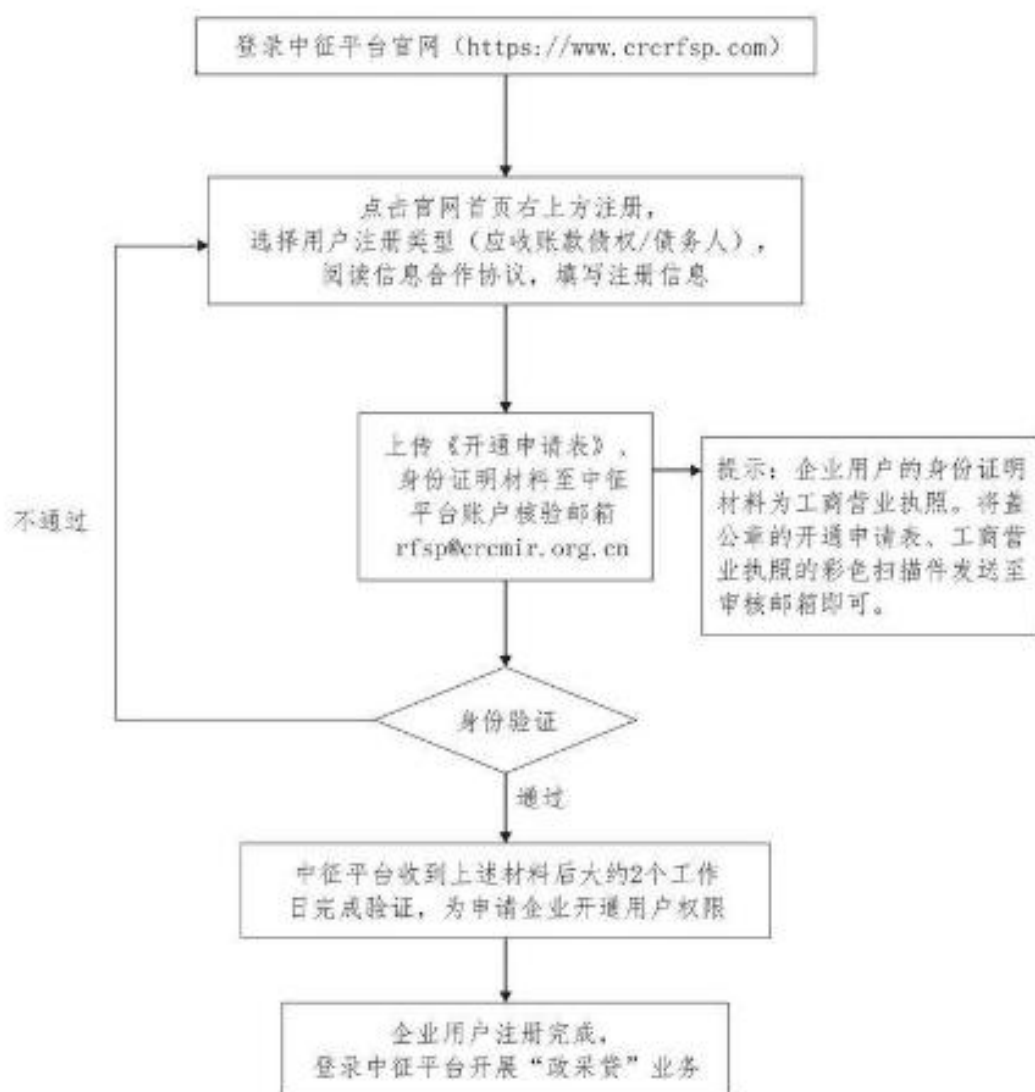 登录中征平台官网（https://www.crcrfsp.com）
点击官网首页右上方注册，
选择用户注册类型（应收账款债权/债务人），
阅读信息合作协议，填写注册信息
上传《开通申请表》、
身份证明材料至中征
平台账户核验邮箱
rfsp@crcmir.org.cn
提示：企业用户的身份证明
材料为工商营业执照。将盖
公章的开通申请表、工商营
业执照的彩色扫描件发送至
审核邮箱即可。
不通过
身份验证
通过
中征平台收到上述材料后大约2个工作
日完成验证，为申请企业开通用户权限
企业用户注册完成，
登录中征平台开展“政采贷”业务